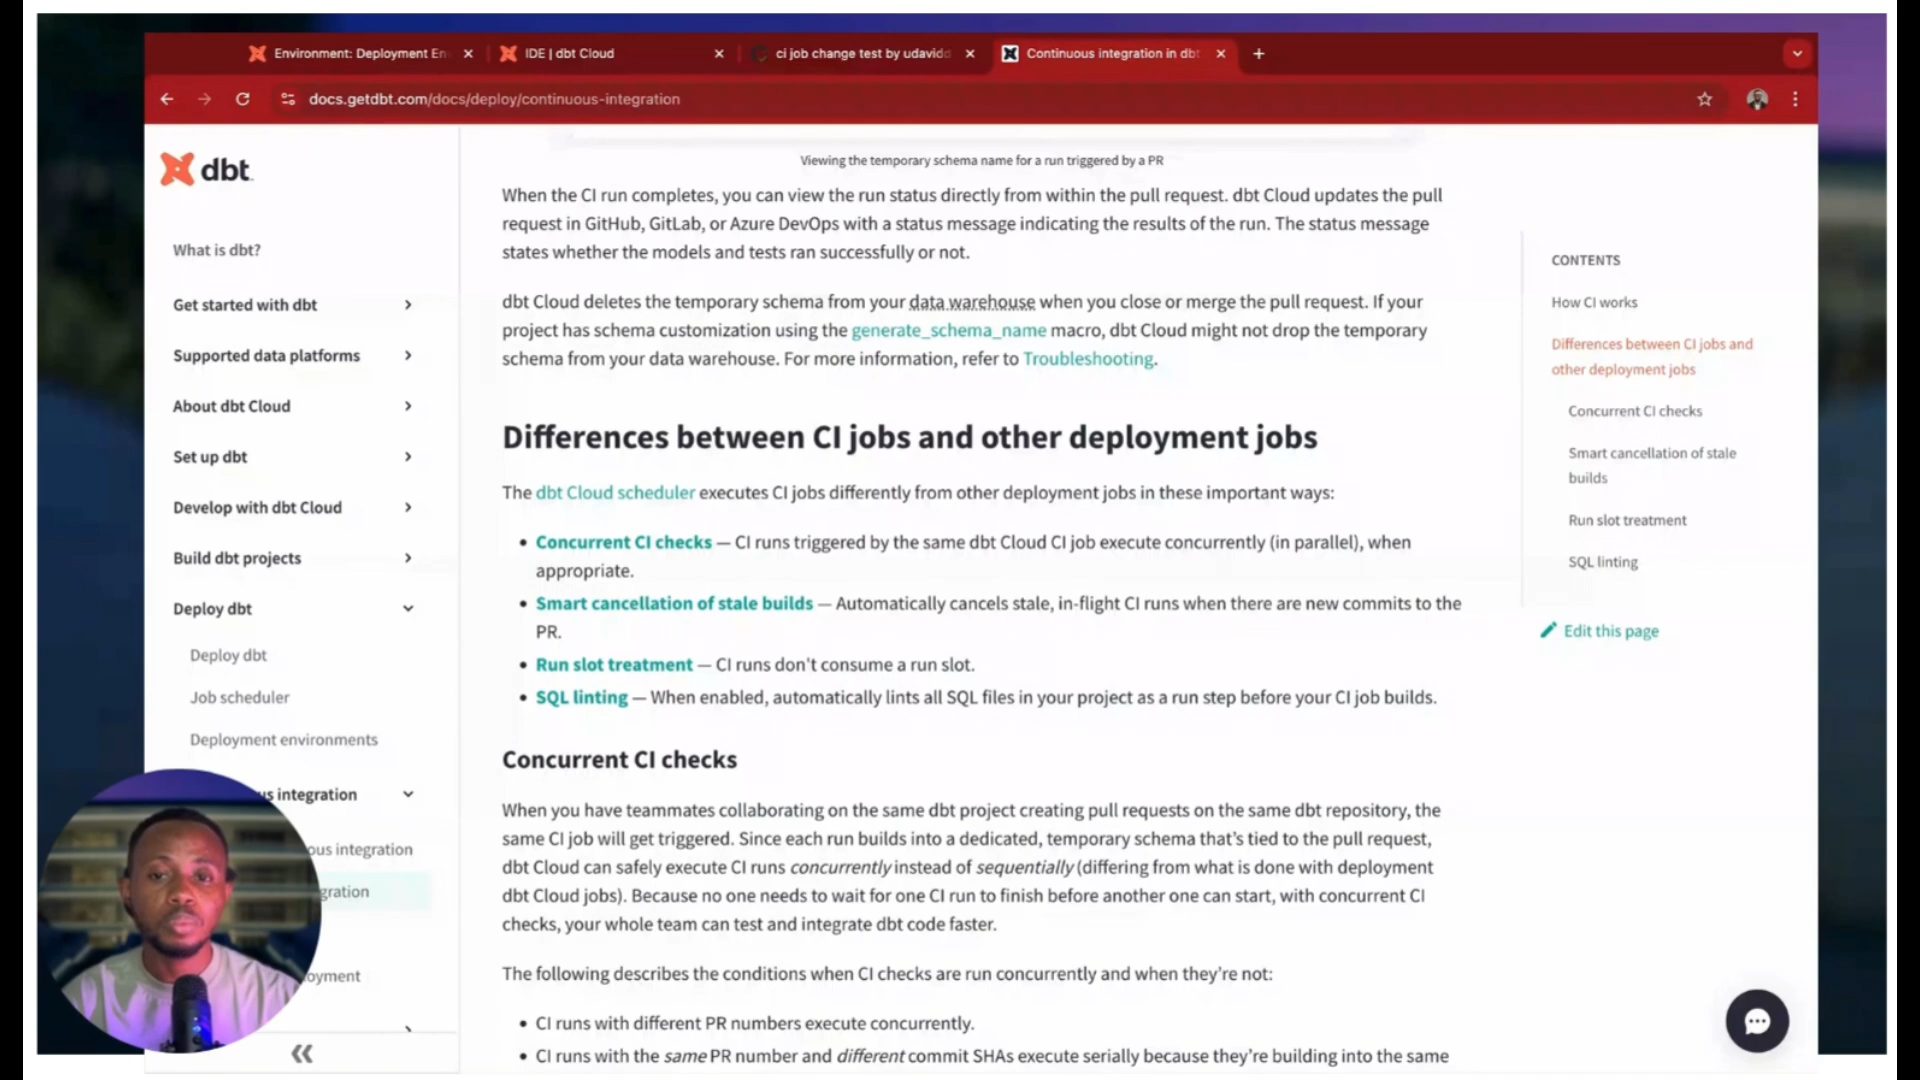 Environment: Deployment En
IDE | dbt Cloud
ci job change test by udavidd
Continuous integration in dbt
docs.getdbt.com/docs/deploy/continuous-integration
dbt
What is dbt?
Get started with dbt
Supported data platforms
About dbt Cloud
Set up dbt
Develop with dbt Cloud
Build dbt projects
Deploy dbt
Deploy dbt
Job scheduler
Deployment environments
us integration
ous integration
gration
oyment
Viewing the temporary schema name for a run triggered by a PR
When the CI run completes, you can view the run status directly from within the pull request. dbt Cloud updates the pull
request in GitHub, GitLab, or Azure DevOps with a status message indicating the results of the run. The status message
states whether the models and tests ran successfully or not.
dbt Cloud deletes the temporary schema from your data warehouse when you close or merge the pull request. If your
project has schema customization using the generate_schema_name macro, dbt Cloud might not drop the temporary
schema from your data warehouse. For more information, refer to Troubleshooting.
Differences between CI jobs and other deployment jobs
The dbt Cloud scheduler executes CI jobs differently from other deployment jobs in these important ways:
• Concurrent CI checks — CI runs triggered by the same dbt Cloud CI job execute concurrently (in parallel), when
appropriate.
• Smart cancellation of stale builds — Automatically cancels stale, in-flight CI runs when there are new commits to the
PR.
• Run slot treatment — CI runs don't consume a run slot.
• SQL linting — When enabled, automatically lints all SQL files in your project as a run step before your CI job builds.
Concurrent CI checks
When you have teammates collaborating on the same dbt project creating pull requests on the same dbt repository, the
same CI job will get triggered. Since each run builds into a dedicated, temporary schema that's tied to the pull request,
dbt Cloud can safely execute CI runs concurrently instead of sequentially (differing from what is done with deployment
dbt Cloud jobs). Because no one needs to wait for one CI run to finish before another one can start, with concurrent CI
checks, your whole team can test and integrate dbt code faster.
The following describes the conditions when CI checks are run concurrently and when they're not:
• CI runs with different PR numbers execute concurrently.
• CI runs with the same PR number and different commit SHAs execute serially because they're building into the same
CONTENTS
How CI works
Differences between CI jobs and
other deployment jobs
Concurrent CI checks
Smart cancellation of stale
builds
Run slot treatment
SQL linting
Edit this page